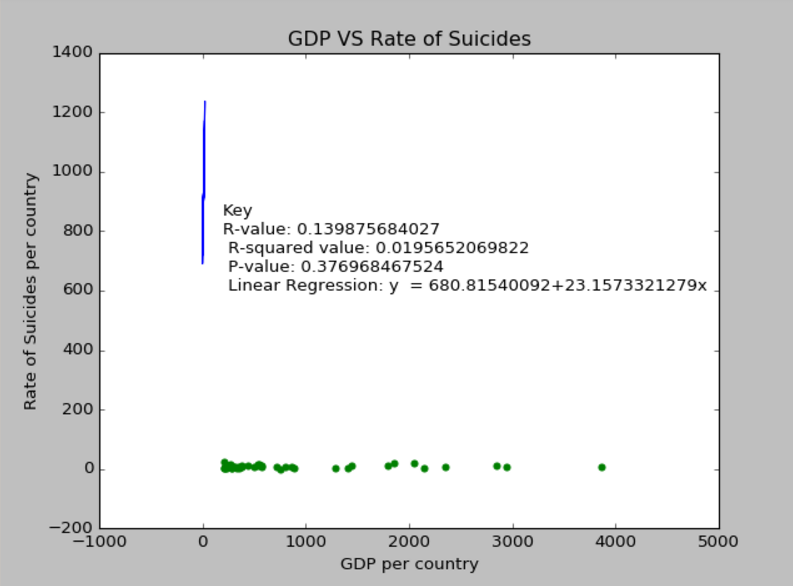 GDP VS Rate of Suicides
1400
1200
1000
800
600
400
200
0
−200
Rate of Suicides per country
Key
R-value: 0.139875684027
R-squared value: 0.0195652069822
P-value: 0.376968467524
Linear Regression: y  = 680.81540092+23.1573321279x
−1000 0 1000 2000 3000 4000 5000
GDP per country